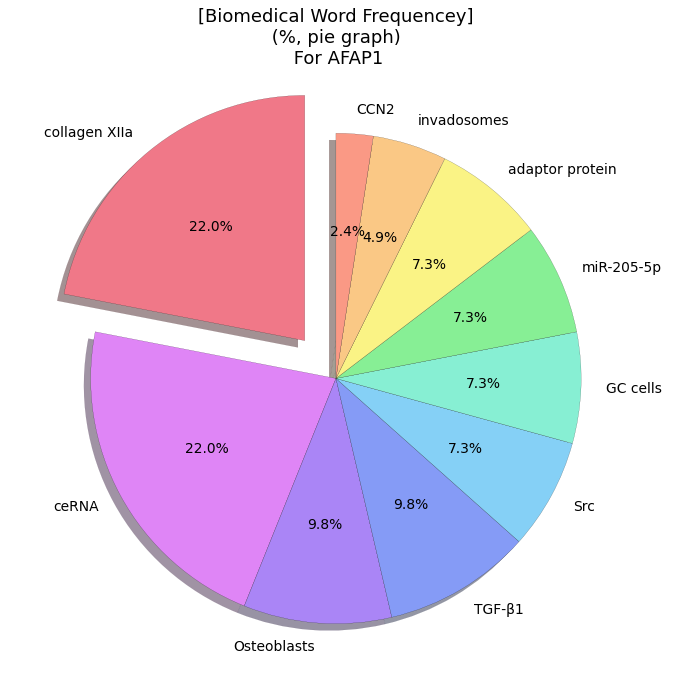 [Biomedical Word Frequencey]
(%, pie graph)
For AFAP1
CCN2
invadosomes
collagen XIIa
adaptor protein
22.0%
2.4%
4.9%
7.3%
miR-205-5p
7.3%
7.3%
GC cells
22.0%
7.3%
ceRNA
9.8%
9.8%
Src
TGF-β1
Osteoblasts